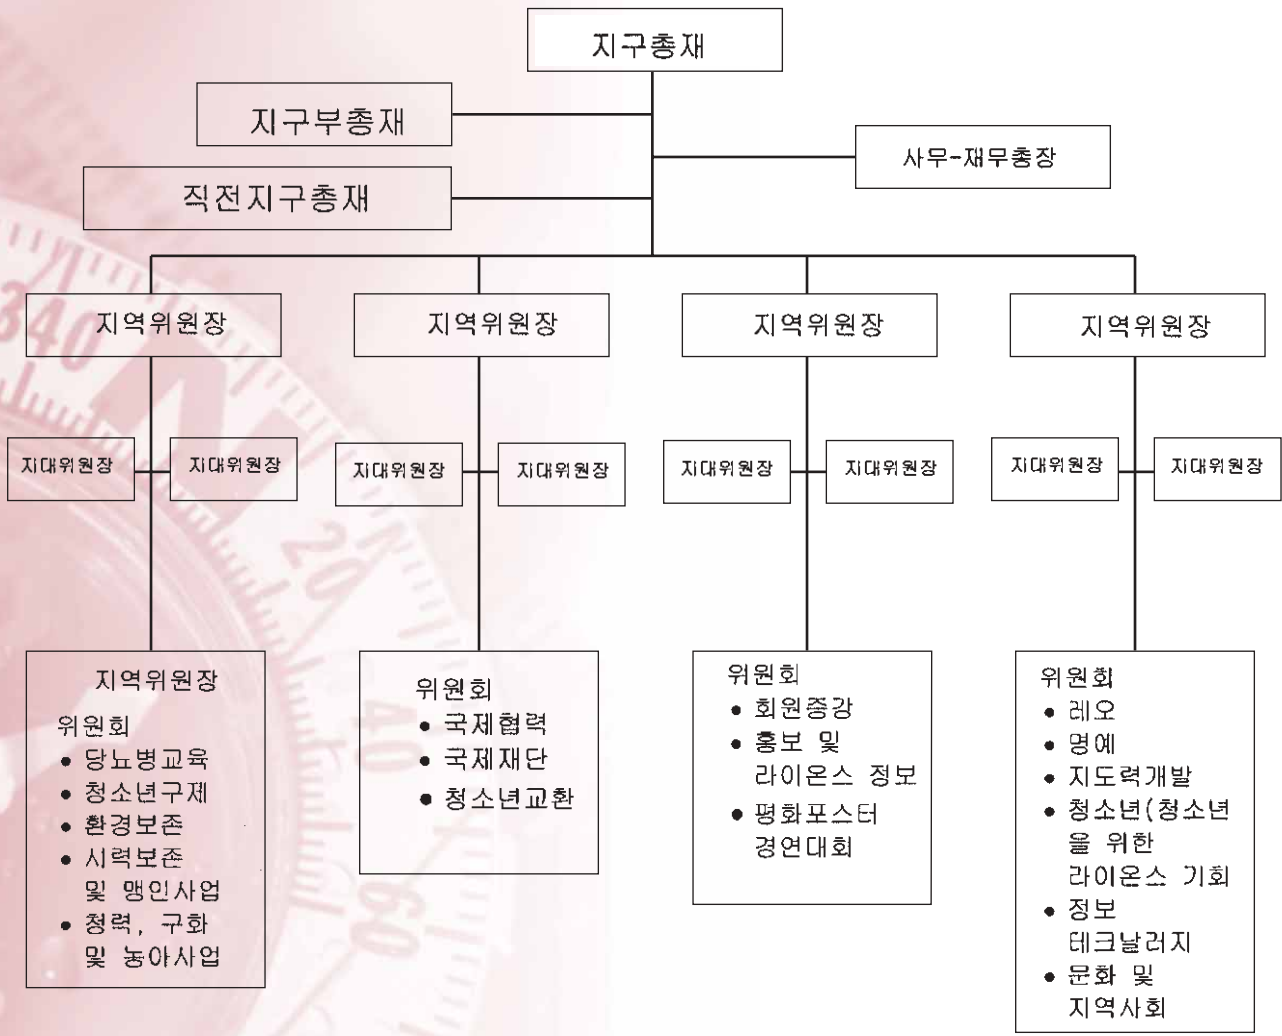 지구총재
지구부총재
사무-재무총장
직전지구총재
340
N
20
40
60
지역위원장
지역위원장
지역위원장
지역위원장
지대위원장
지대위원장
지대위원장
지대위원장
지대위원장
지대위원장
지대위원장
지대위원장
지역위원장
위원회
• 당뇨병교육
• 청소년구제
• 환경보존
• 시력보존
및 맹인사업
• 청력, 구화
및 농아사업
위원회
• 국제협력
• 국제재단
• 청소년교환
위원회
• 회원증강
• 홍보 및
라이온스 정보
• 평화포스터
경연대회
위원회
• 레오
• 명예
• 지도력개발
• 청소년(청소년
을 위한
라이온스 기회
• 정보
테크날러지
• 문화 및
지역사회